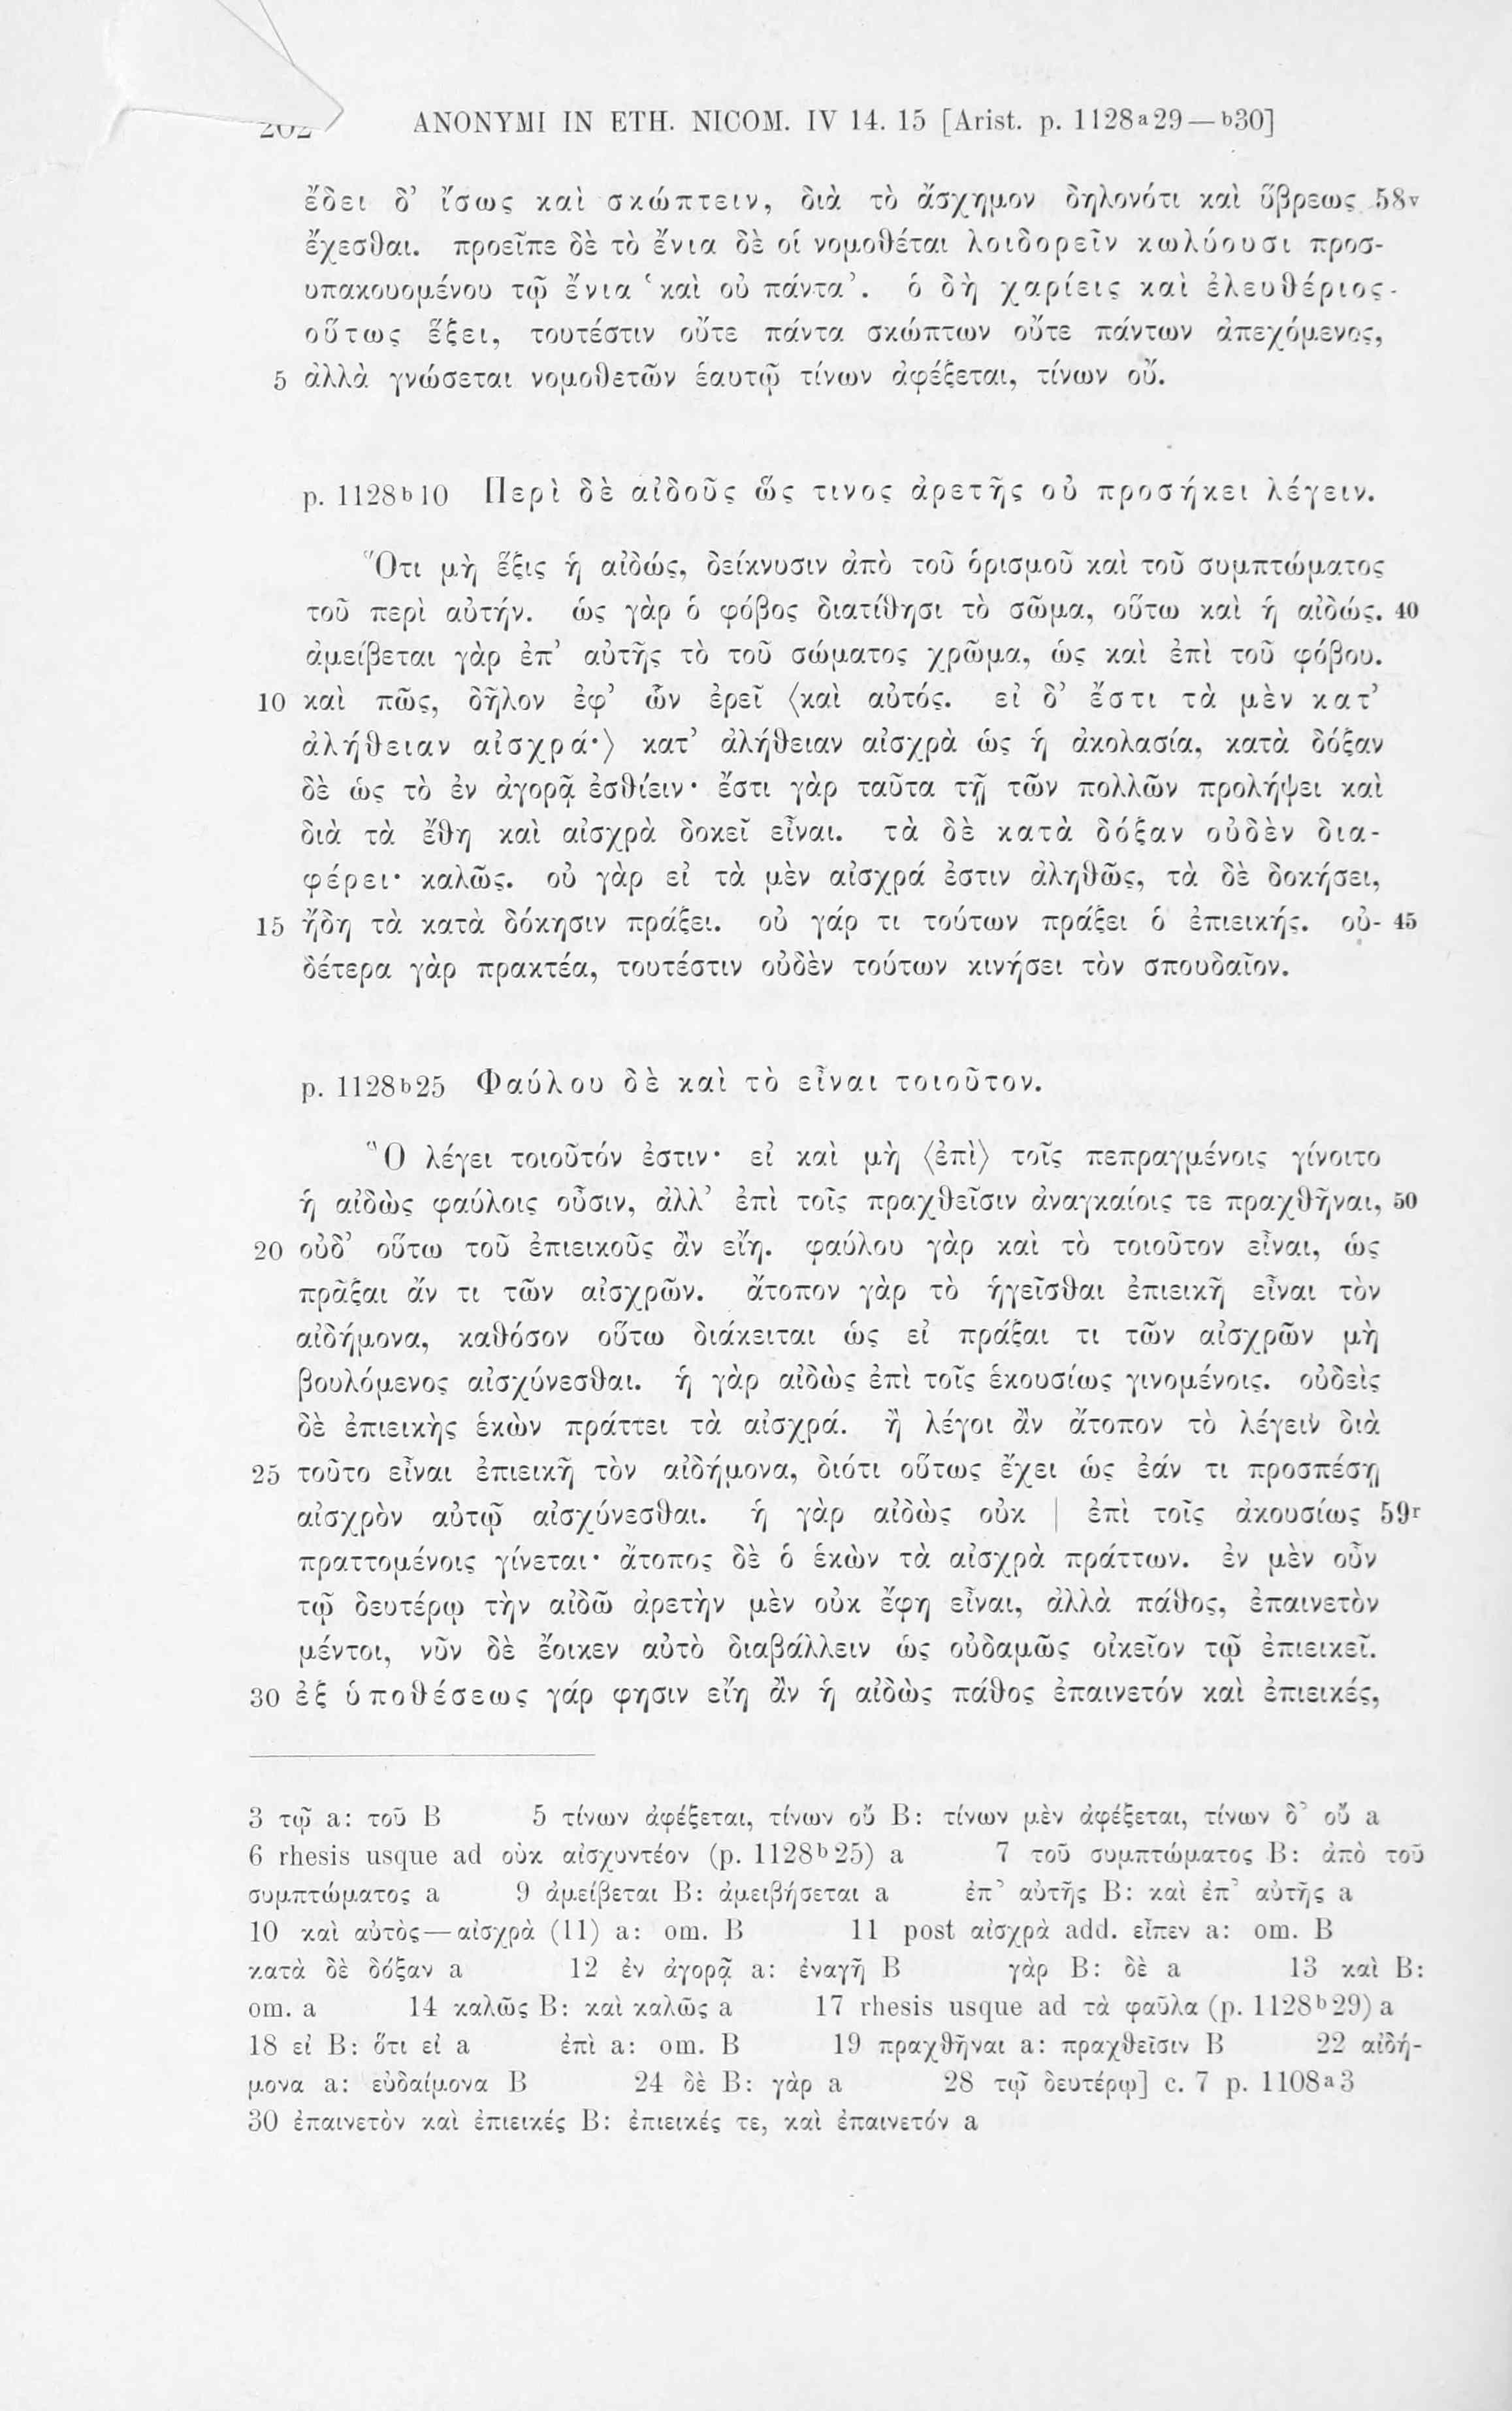 202 ANONYMI IN ETH. NICOM. IV 14. 15 [Arist. p. 1128a29—b30]
ἔδει δ’ ἴσως καὶ σκώπτειν, διὰ τὸ ἄσχημον δηλονότι καὶ ὕβρεως 58v
ἔχεσθαι. προεῖπε δὲ τὸ ἔνια δὲ οἱ νομοθέται λοιδορεῖν κωλύουσι προσ-
υπακουομένου τῷ ἔνια ‘καὶ οὐ πάντα’. ὁ δὴ χαρίεις καὶ ἐλευθέριος
οὕτως ἕξει, τουτέστιν οὔτε πάντα σκώπτων οὔτε πάντων ἀπεχόμενος,
5 ἀλλὰ γνώσεται νομοθετῶν ἑαυτῷ τίνων ἀφέξεται, τίνων οὔ.
p. 1128b10 Περὶ δὲ αἰδοῦς ὥς τινος ἀρετῆς οὐ προσήκει λέγειν.
Ὅτι μὴ ἕξις ἡ αἰδώς, δείκνυσιν ἀπὸ τοῦ ὁρισμοῦ καὶ τοῦ συμπτώματος
τοῦ περὶ αὐτήν. ὡς γὰρ ὁ φόβος διατίθησι τὸ σῶμα, οὕτω καὶ ἡ αἰδώς. 40
ἀμείβεται γὰρ ἐπ’ αὐτῆς τὸ τοῦ σώματος χρῶμα, ὡς καὶ ἐπὶ τοῦ φόβου.
10 καὶ πῶς, δῆλον ἐφ’ ὧν ἐρεῖ ⟨καὶ αὐτός. εἰ δ’ ἔστι τὰ μὲν κατ’
ἀλήθειαν αἰσχρά·⟩ κατ’ ἀλήθειαν αἰσχρὰ ὡς ἡ ἀκολασία, κατὰ δόξαν
δὲ ὡς τὸ ἐν ἀγορᾷ ἐσθίειν· ἔστι γὰρ ταῦτα τῇ τῶν πολλῶν προλήψει καὶ
διὰ τὰ ἔθη καὶ αἰσχρὰ δοκεῖ εἶναι. τὰ δὲ κατὰ δόξαν οὐδὲν δια-
φέρει· καλῶς. οὐ γὰρ εἰ τὰ μὲν αἰσχρά ἐστιν ἀληθῶς, τὰ δὲ δοκήσει,
15 ἤδη τὰ κατὰ δόκησιν πράξει. οὐ γάρ τι τούτων πράξει ὁ ἐπιεικής. οὐ- 45
δέτερα γὰρ πρακτέα, τουτέστιν οὐδὲν τούτων κινήσει τὸν σπουδαῖον.
p. 1128b25 Φαύλου δὲ καὶ τὸ εἶναι τοιοῦτον.
Ὃ λέγει τοιοῦτόν ἐστιν· εἰ καὶ μὴ ⟨ἐπὶ⟩ τοῖς πεπραγμένοις γίνοιτο
ἡ αἰδὼς φαύλοις οὖσιν, ἀλλ’ ἐπὶ τοῖς πραχθεῖσιν ἀναγκαίοις τε πραχθῆναι, 50
20 οὐδ’ οὕτω τοῦ ἐπιεικοῦς ἂν εἴη. φαύλου γὰρ καὶ τὸ τοιοῦτον εἶναι, ὡς
πρᾶξαι ἄν τι τῶν αἰσχρῶν. ἄτοπον γὰρ τὸ ἡγεῖσθαι ἐπιεικῆ εἶναι τὸν
αἰδήμονα, καθόσον οὕτω διάκειται ὡς εἰ πράξαι τι τῶν αἰσχρῶν μὴ
βουλόμενος αἰσχύνεσθαι. ἡ γὰρ αἰδὼς ἐπὶ τοῖς ἑκουσίως γινομένοις. οὐδεὶς
δὲ ἐπιεικὴς ἑκὼν πράττει τὰ αἰσχρά. ἢ λέγοι ἂν ἄτοπον τὸ λέγειν διὰ
25 τοῦτο εἶναι ἐπιεικῆ τὸν αἰδήμονα, διότι οὕτως ἔχει ὡς ἐάν τι προσπέσῃ
αἰσχρὸν αὐτῷ αἰσχύνεσθαι. ἡ γὰρ αἰδὼς οὐκ | ἐπὶ τοῖς ἀκουσίως 59r
πραττομένοις γίνεται· ἄτοπος δὲ ὁ ἑκὼν τὰ αἰσχρὰ πράττων. ἐν μὲν οὖν
τῷ δευτέρῳ τὴν αἰδῶ ἀρετὴν μὲν οὐκ ἔφη εἶναι, ἀλλὰ πάθος, ἐπαινετὸν
μέντοι, νῦν δὲ ἔοικεν αὐτὸ διαβάλλειν ὡς οὐδαμῶς οἰκεῖον τῷ ἐπιεικεῖ.
30 ἐξ ὑποθέσεως γάρ φησιν εἴη ἂν ἡ αἰδὼς πάθος ἐπαινετόν καὶ ἐπιεικές,
3 τῷ a: τοῦ B 5 τίνων ἀφέξεται, τίνων οὔ B: τίνων μὲν ἀφέξεται, τίνων δ’ οὔ a
6 rhesis usque ad οὐκ αἰσχυντέον (p. 1128b25) a 7 τοῦ συμπτώματος B: ἀπὸ τοῦ
συμπτώματος a 9 ἀμείβεται B: ἀμειβήσεται a ἐπ’ αὐτῆς B: καὶ ἐπ’ αὐτῆς a
10 καὶ αὐτὸς—αἰσχρὰ (11) a: om. B 11 post αἰσχρὰ add. εἶπεν a: om. B
κατὰ δὲ δόξαν a 12 ἐν ἀγορᾷ a: ἐναγῆ B γὰρ B: δὲ a 13 καὶ B:
om. a 14 καλῶς B: καὶ καλῶς a 17 rhesis usque ad τὰ φαῦλα (p. 1128b29) a
18 εἰ B: ὅτι εἰ a ἐπὶ a: om. B 19 πραχθῆναι a: πραχθεῖσιν B 22 αἰδή-
μονα a: εὐδαίμονα B 24 δὲ B: γὰρ a 28 τῷ δευτέρῳ] c. 7 p. 1108a3
30 ἐπαινετὸν καὶ ἐπιεικές B: ἐπιεικές τε, καὶ ἐπαινετόν a